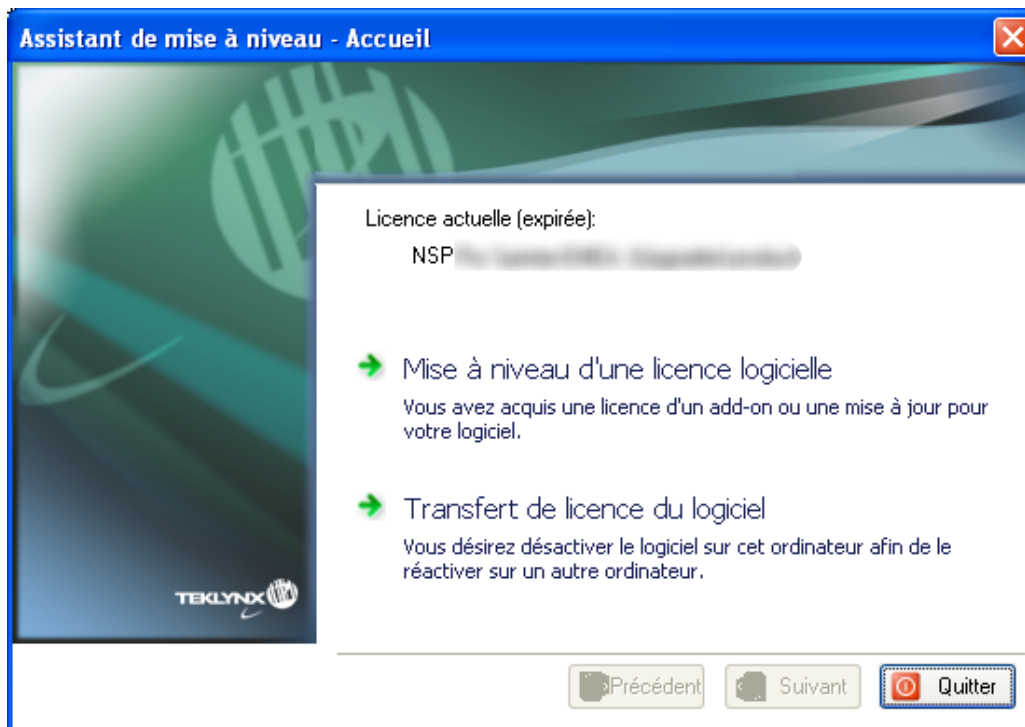 Assistant de mise à niveau - Accueil
Licence actuelle (expirée):
NSP
Mise à niveau d'une licence logicielle
Vous avez acquis une licence d'un add-on ou une mise à jour pour
votre logiciel.
Transfert de licence du logiciel
Vous désirez désactiver le logiciel sur cet ordinateur afin de le
réactiver sur un autre ordinateur.
TEKLYNX
Précédent Suivant Quitter